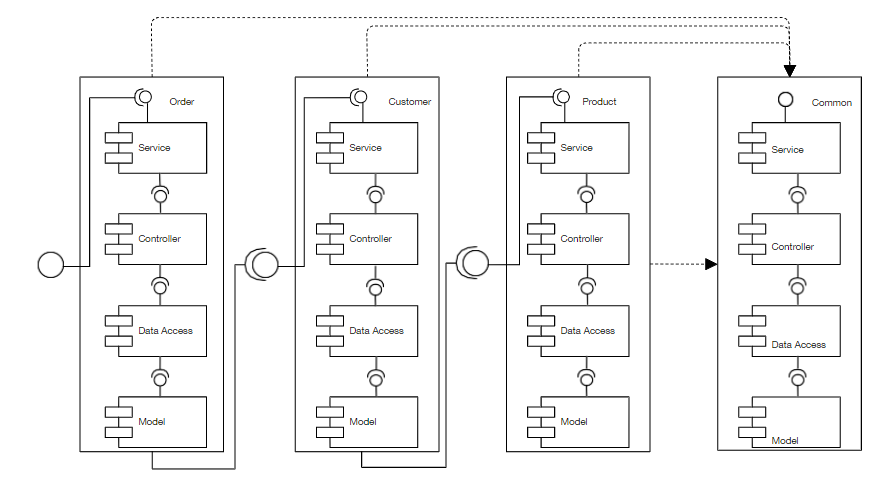 Order
Customer
Product
Common
Service
Service
Service
Service
Controller
Controller
Controller
Controller
Data Access
Data Access
Data Access
Data Access
Model
Model
Model
Model